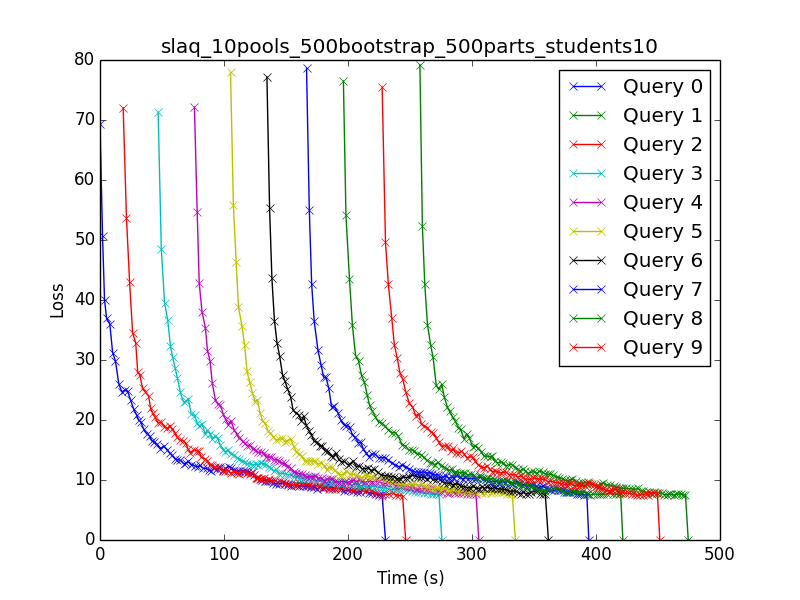 slaq_10pools_500bootstrap_500parts_students10
80
70
60
50
40
30
20
10
0
Loss
Query 0
Query 1
Query 2
Query 3
Query 4
Query 5
Query 6
Query 7
Query 8
Query 9
0 100 200 300 400 500
Time (s)